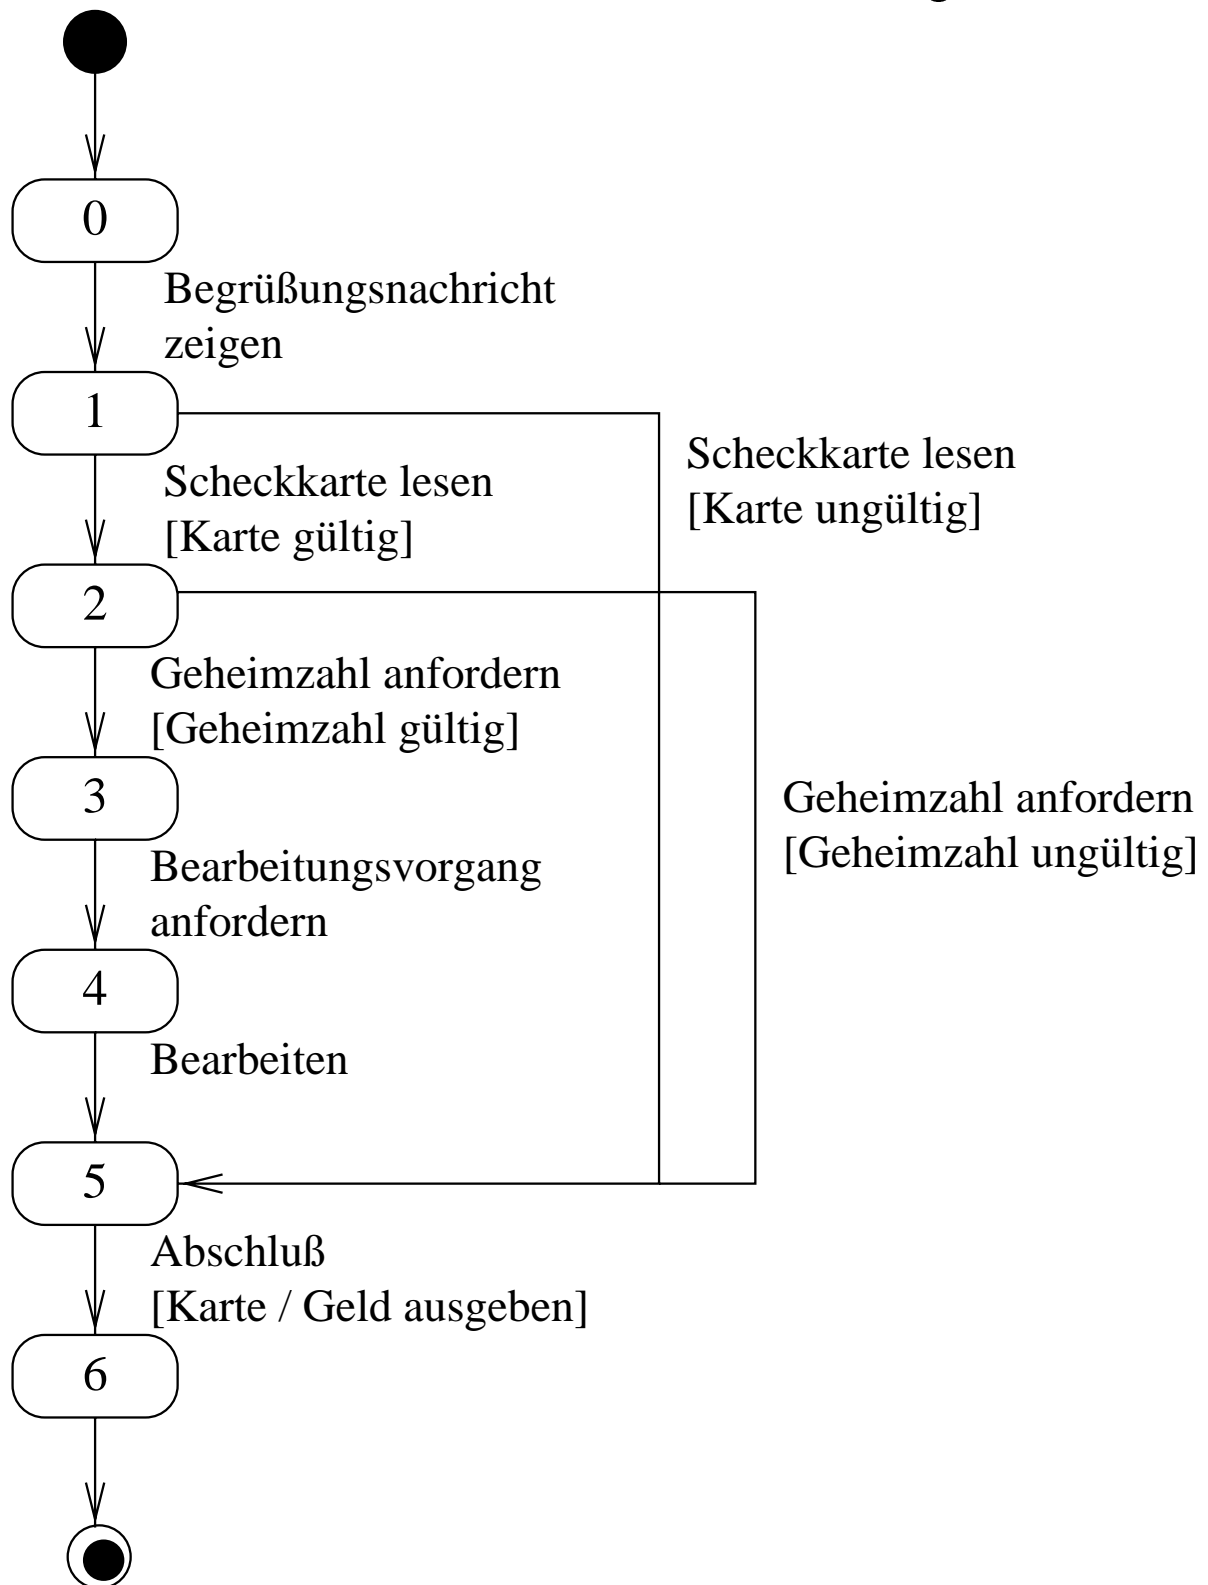 0
Begrüßungsnachricht
zeigen
1
Scheckkarte lesen
[Karte ungültig]
Scheckkarte lesen
[Karte gültig]
2
Geheimzahl anfordern
[Geheimzahl gültig]
3
Geheimzahl anfordern
[Geheimzahl ungültig]
Bearbeitungsvorgang
anfordern
4
Bearbeiten
5
Abschluß
[Karte / Geld ausgeben]
6